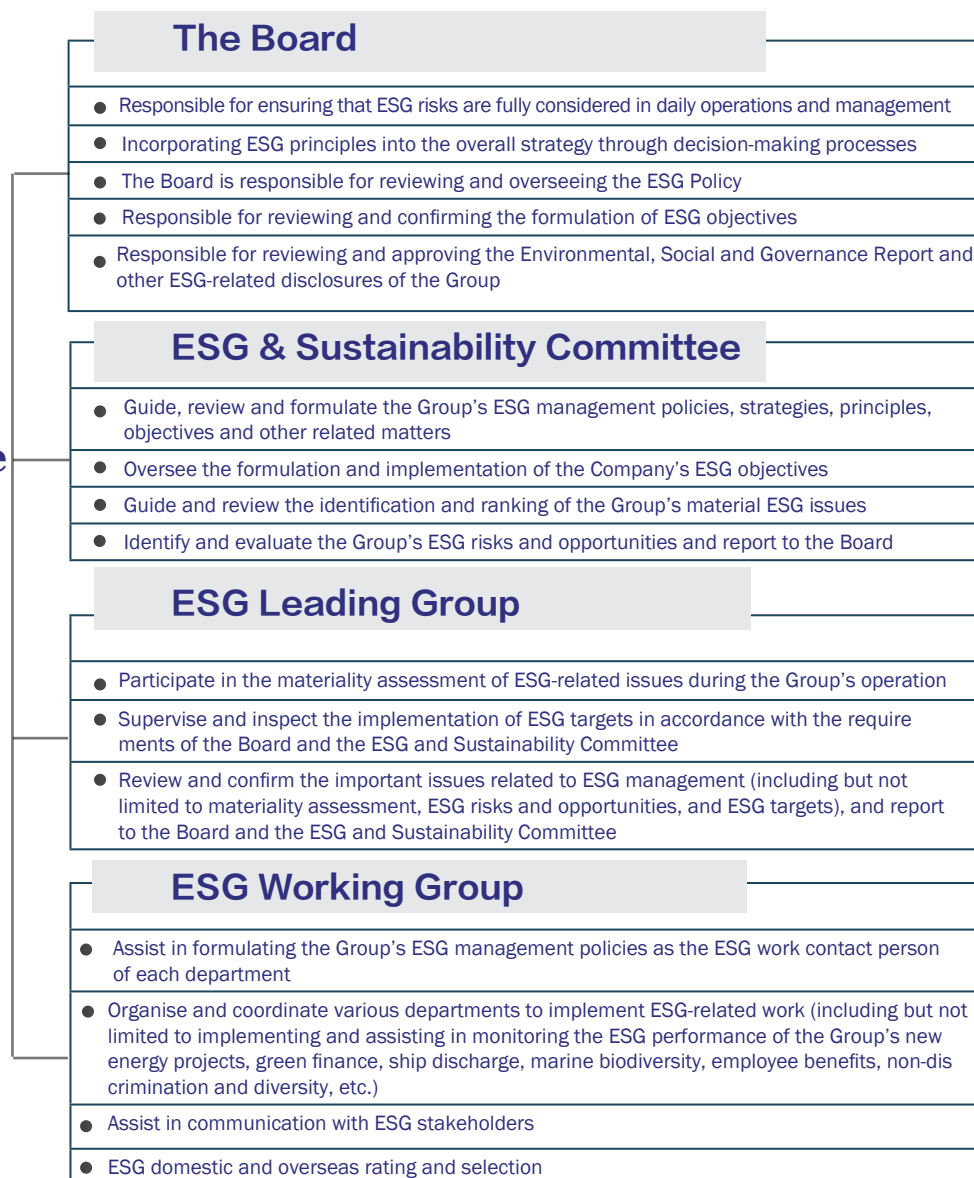 The Board
● Responsible for ensuring that ESG risks are fully considered in daily operations and management
● Incorporating ESG principles into the overall strategy through decision-making processes
● The Board is responsible for reviewing and overseeing the ESG Policy
● Responsible for reviewing and confirming the formulation of ESG objectives
● Responsible for reviewing and approving the Environmental, Social and Governance Report and
other ESG-related disclosures of the Group
ESG & Sustainability Committee
● Guide, review and formulate the Group's ESG management policies, strategies, principles,
objectives and other related matters
● Oversee the formulation and implementation of the Company's ESG objectives
● Guide and review the identification and ranking of the Group's material ESG issues
● Identify and evaluate the Group's ESG risks and opportunities and report to the Board
ESG Leading Group
● Participate in the materiality assessment of ESG-related issues during the Group's operation
● Supervise and inspect the implementation of ESG targets in accordance with the require
ments of the Board and the ESG and Sustainability Committee
● Review and confirm the important issues related to ESG management (including but not
limited to materiality assessment, ESG risks and opportunities, and ESG targets), and report
to the Board and the ESG and Sustainability Committee
ESG Working Group
● Assist in formulating the Group's ESG management policies as the ESG work contact person
of each department
● Organise and coordinate various departments to implement ESG-related work (including but not
limited to implementing and assisting in monitoring the ESG performance of the Group's new
energy projects, green finance, ship discharge, marine biodiversity, employee benefits, non-dis
crimination and diversity, etc.)
● Assist in communication with ESG stakeholders
● ESG domestic and overseas rating and selection